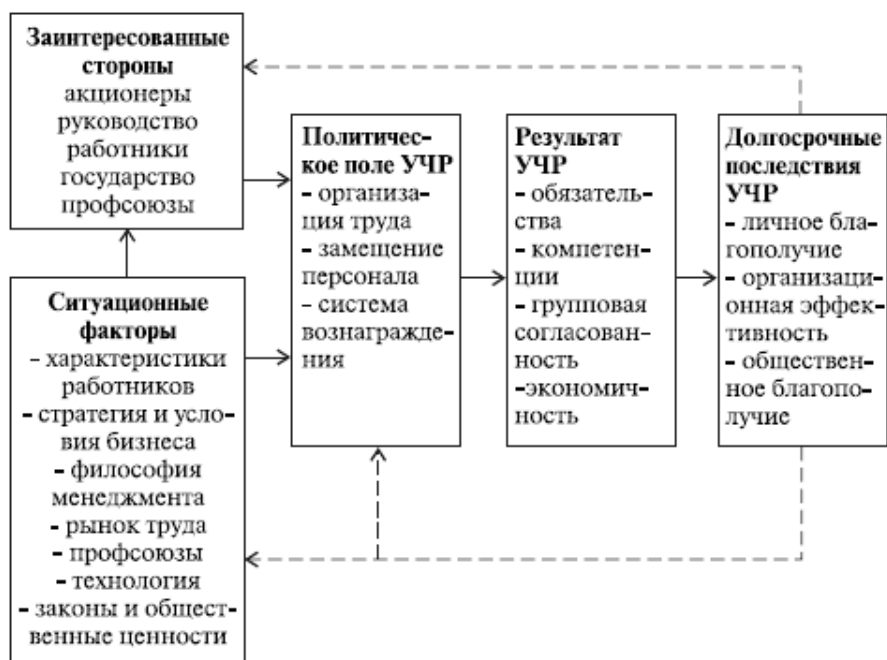 Заинтересованные
стороны
акционеры
руководство
работники
государство
профсоюзы
Ситуационные
факторы
- характеристики
работников
- стратегия и усло-
вия бизнеса
- философия
менеджмента
- рынок труда
- профсоюзы
- технология
- законы и общест-
венные ценности
Политичес-
кое поле УЧР
- организа-
ция труда
- замещение
персонала
- система
вознагражде-
ния
Результат
УЧР
- обязатель-
ства
- компетен-
ции
- групповая
согласован-
ность
-экономич-
ность
Долгосрочные
последствия
УЧР
- личное бла-
гополучие
- организаци-
онная эффек-
тивность
- обществен-
ное благопо-
лучие